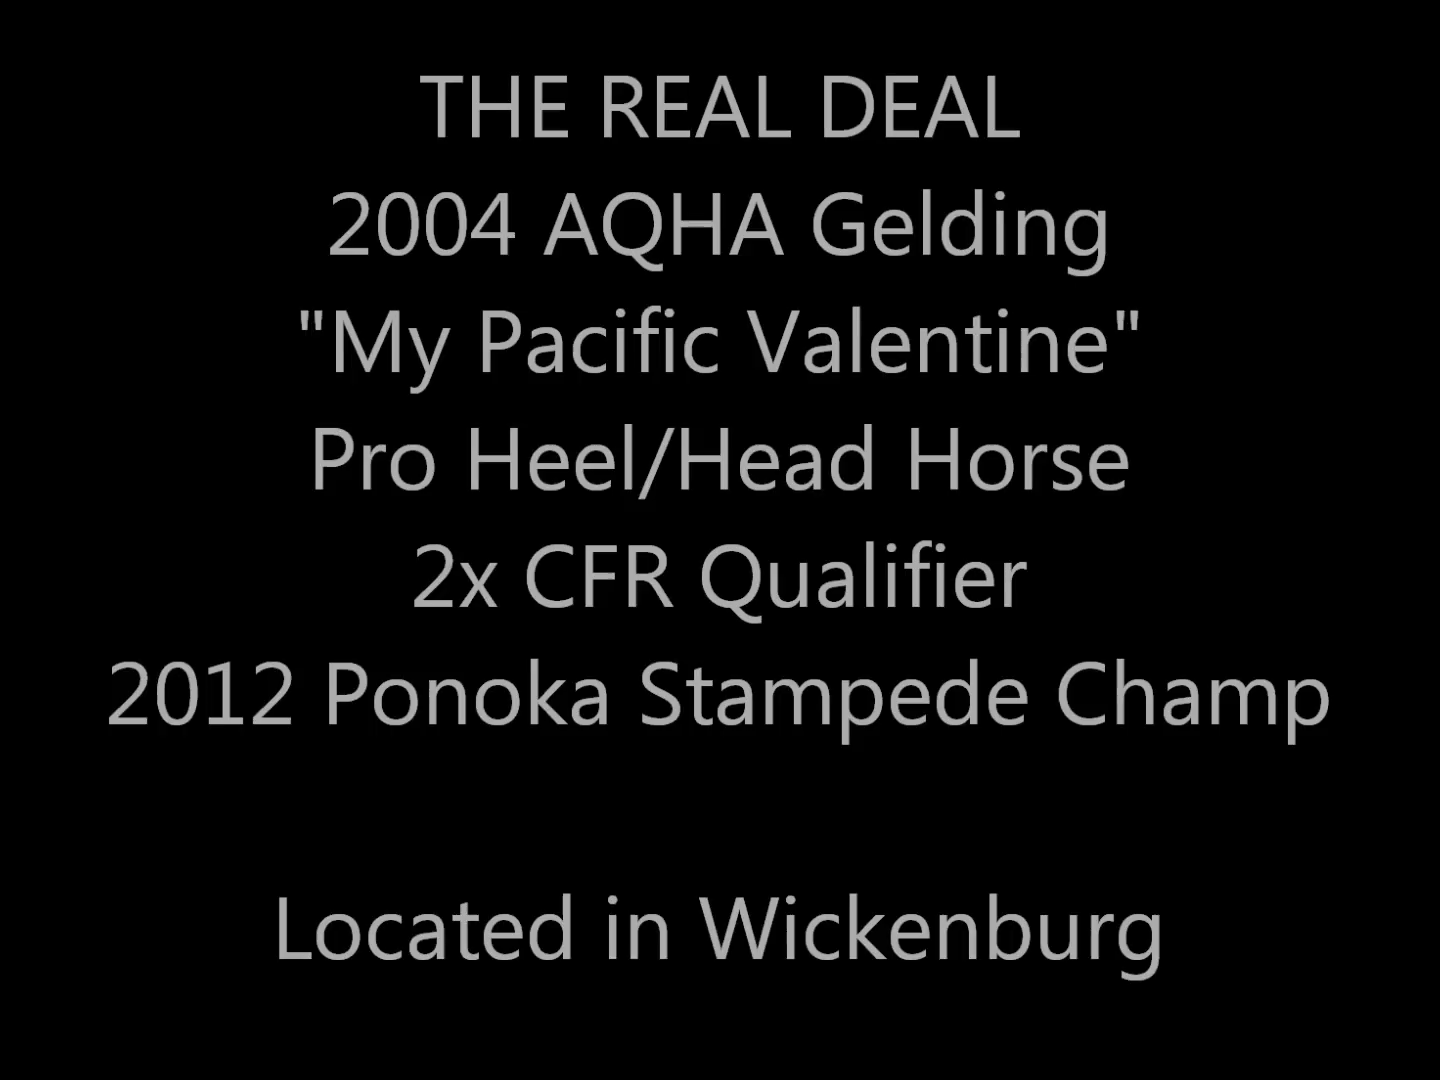 THE REAL DEAL
2004 AQHA Gelding
"My Pacific Valentine"
Pro Heel/Head Horse
2x CFR Qualifier
2012 Ponoka Stampede Champ
Located in Wickenburg